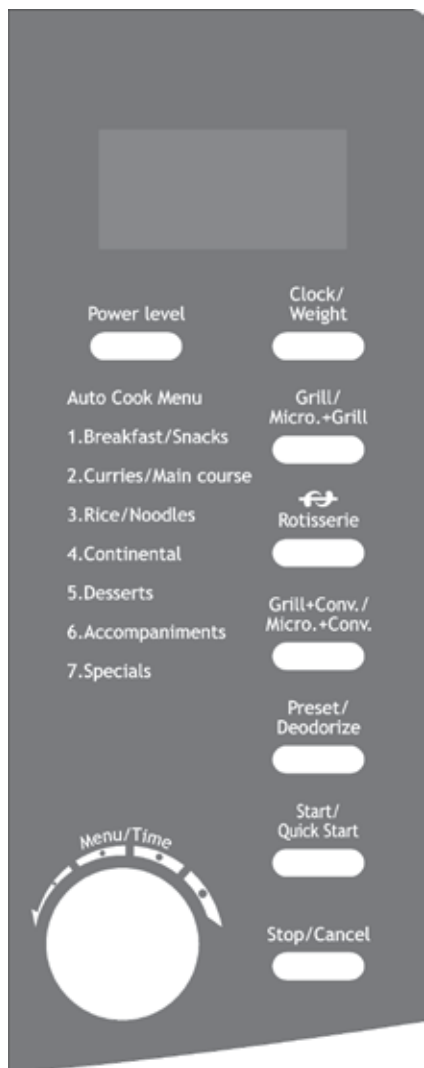 Power level
Clock/
Weight
Auto Cook Menu
1.Breakfast/Snacks
2.Curries/Main course
3.Rice/Noodles
4.Continental
5.Desserts
6.Accompaniments
7.Specials
Grill/
Micro.+Grill
Rotisserie
Grill+Conv./
Micro.+Conv.
Preset/
Deodorize
Start/
Quick Start
Stop/Cancel
Menu/Time